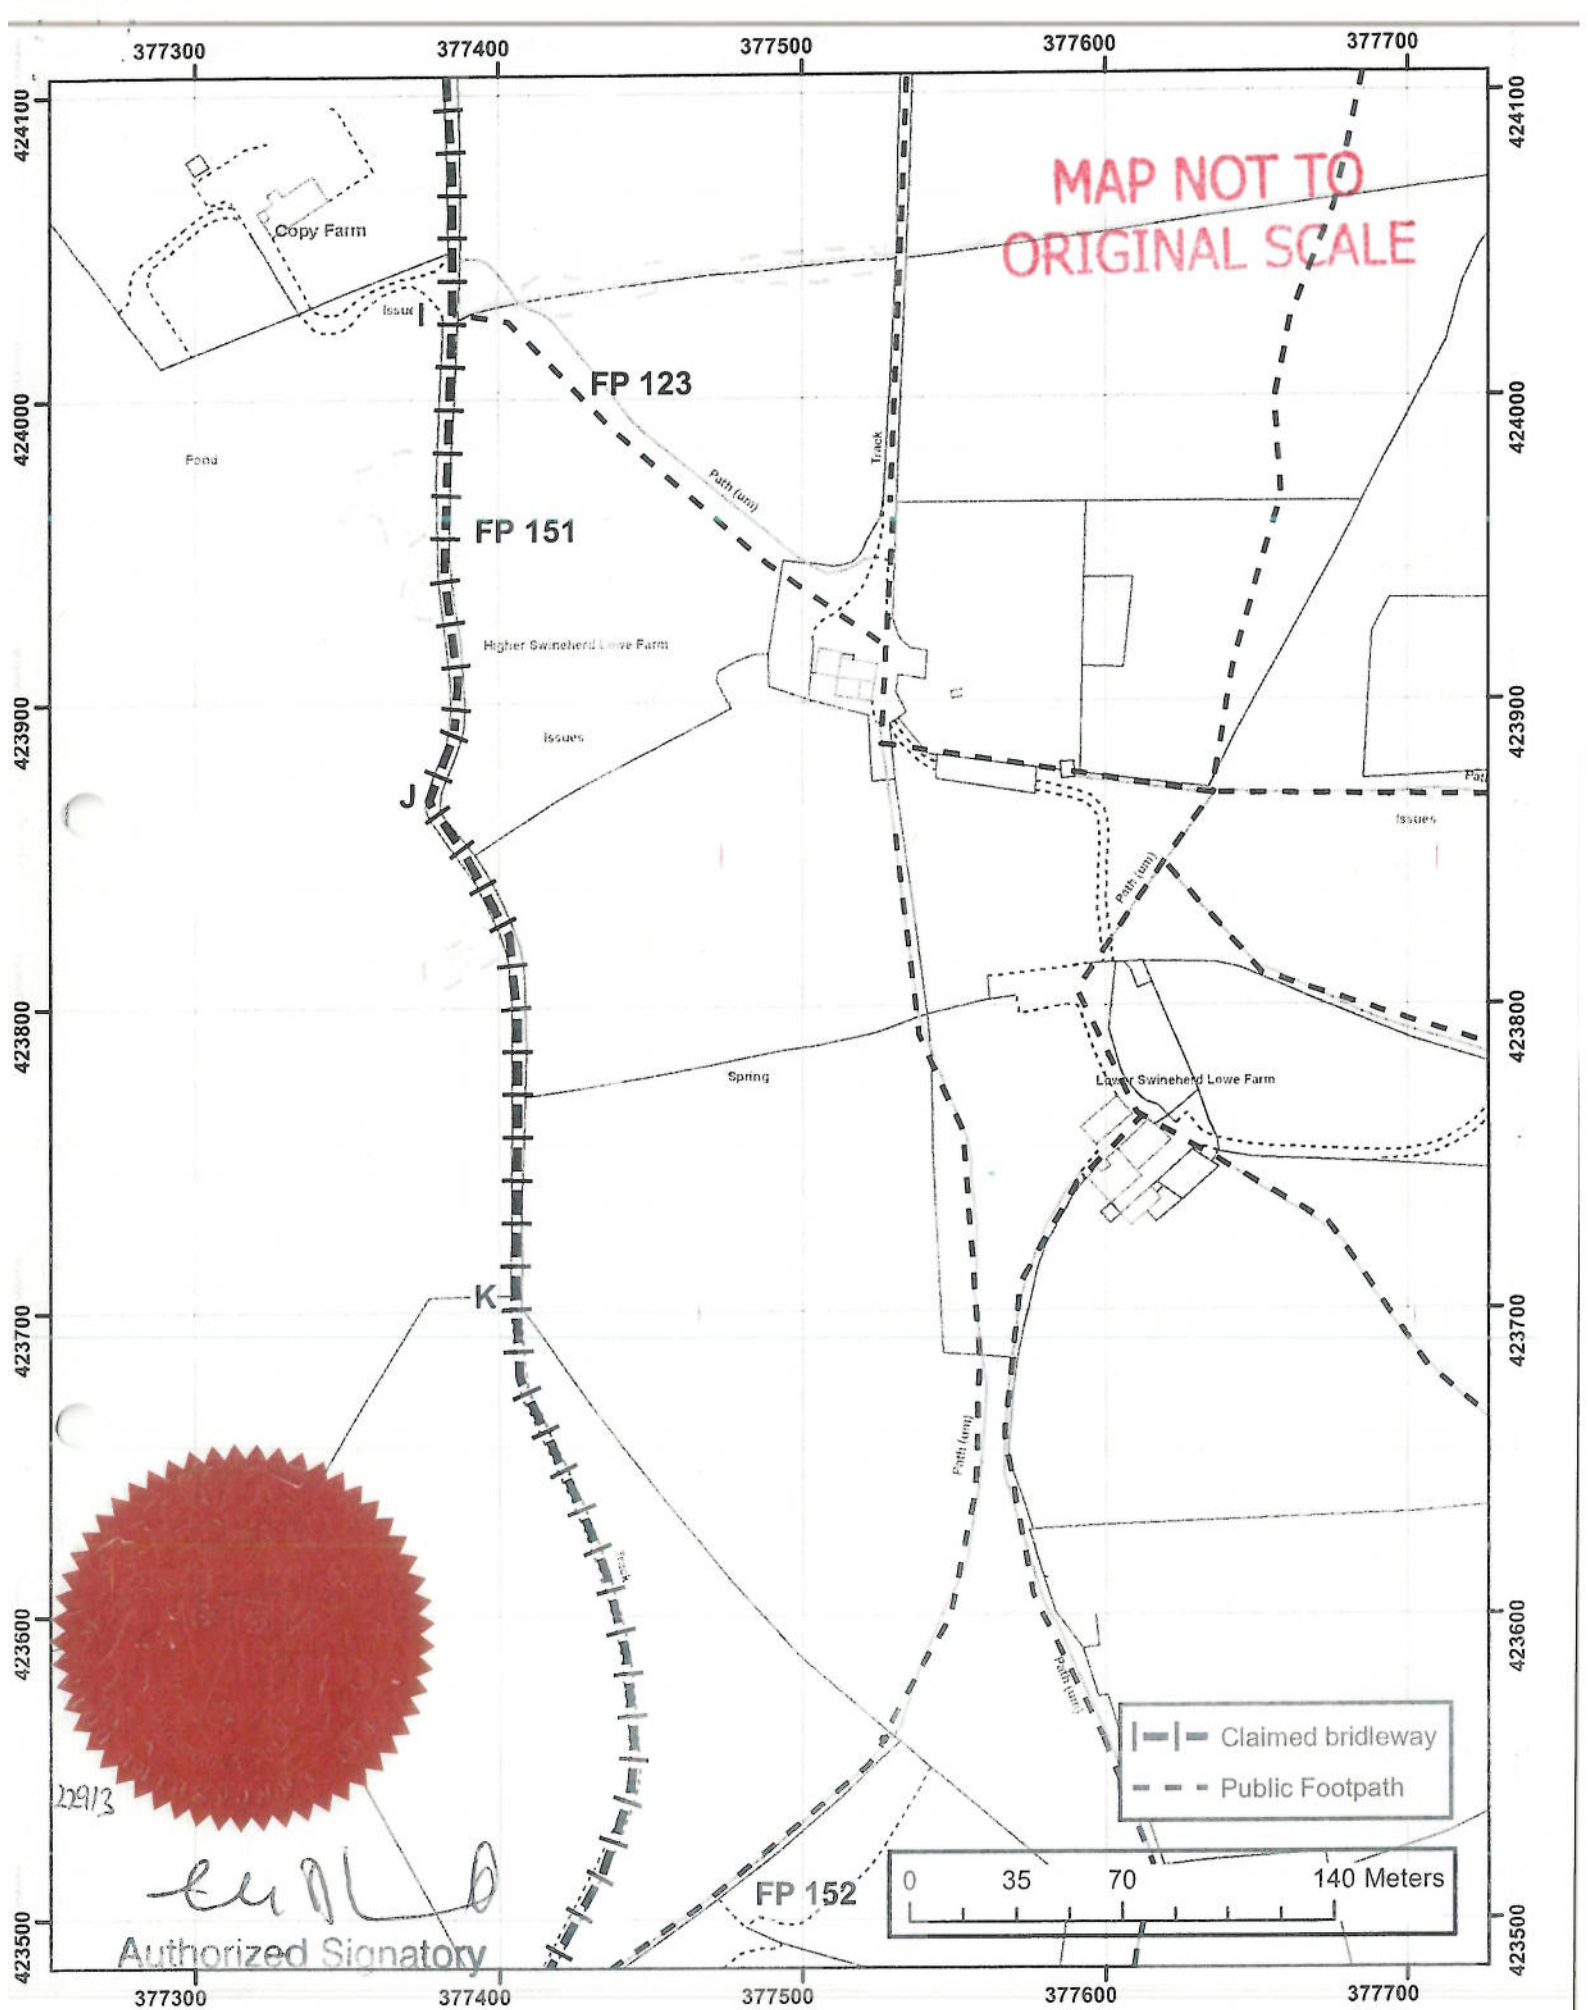 377300 377400 377500 377600 377700
424100 424100
MAP NOT TO
ORIGINAL SCALE
Copy Farm
Issue
I
FP 123
424000 424000
Track
Pond
Path (um)
FP 151
Higher Swineherd Lowe Farm
423900 423900
Issues
J
Path
Issues
Path (um)
423800 423800
Spring
Lower Swineherd Lowe Farm
K
423700 423700
Path (um)
Track
423600 423600
Path (um)
Claimed bridleway
Public Footpath
22913
0 35 70 140 Meters
FP 152
423500 423500
Authorized Signatory
377300 377400 377500 377600 377700